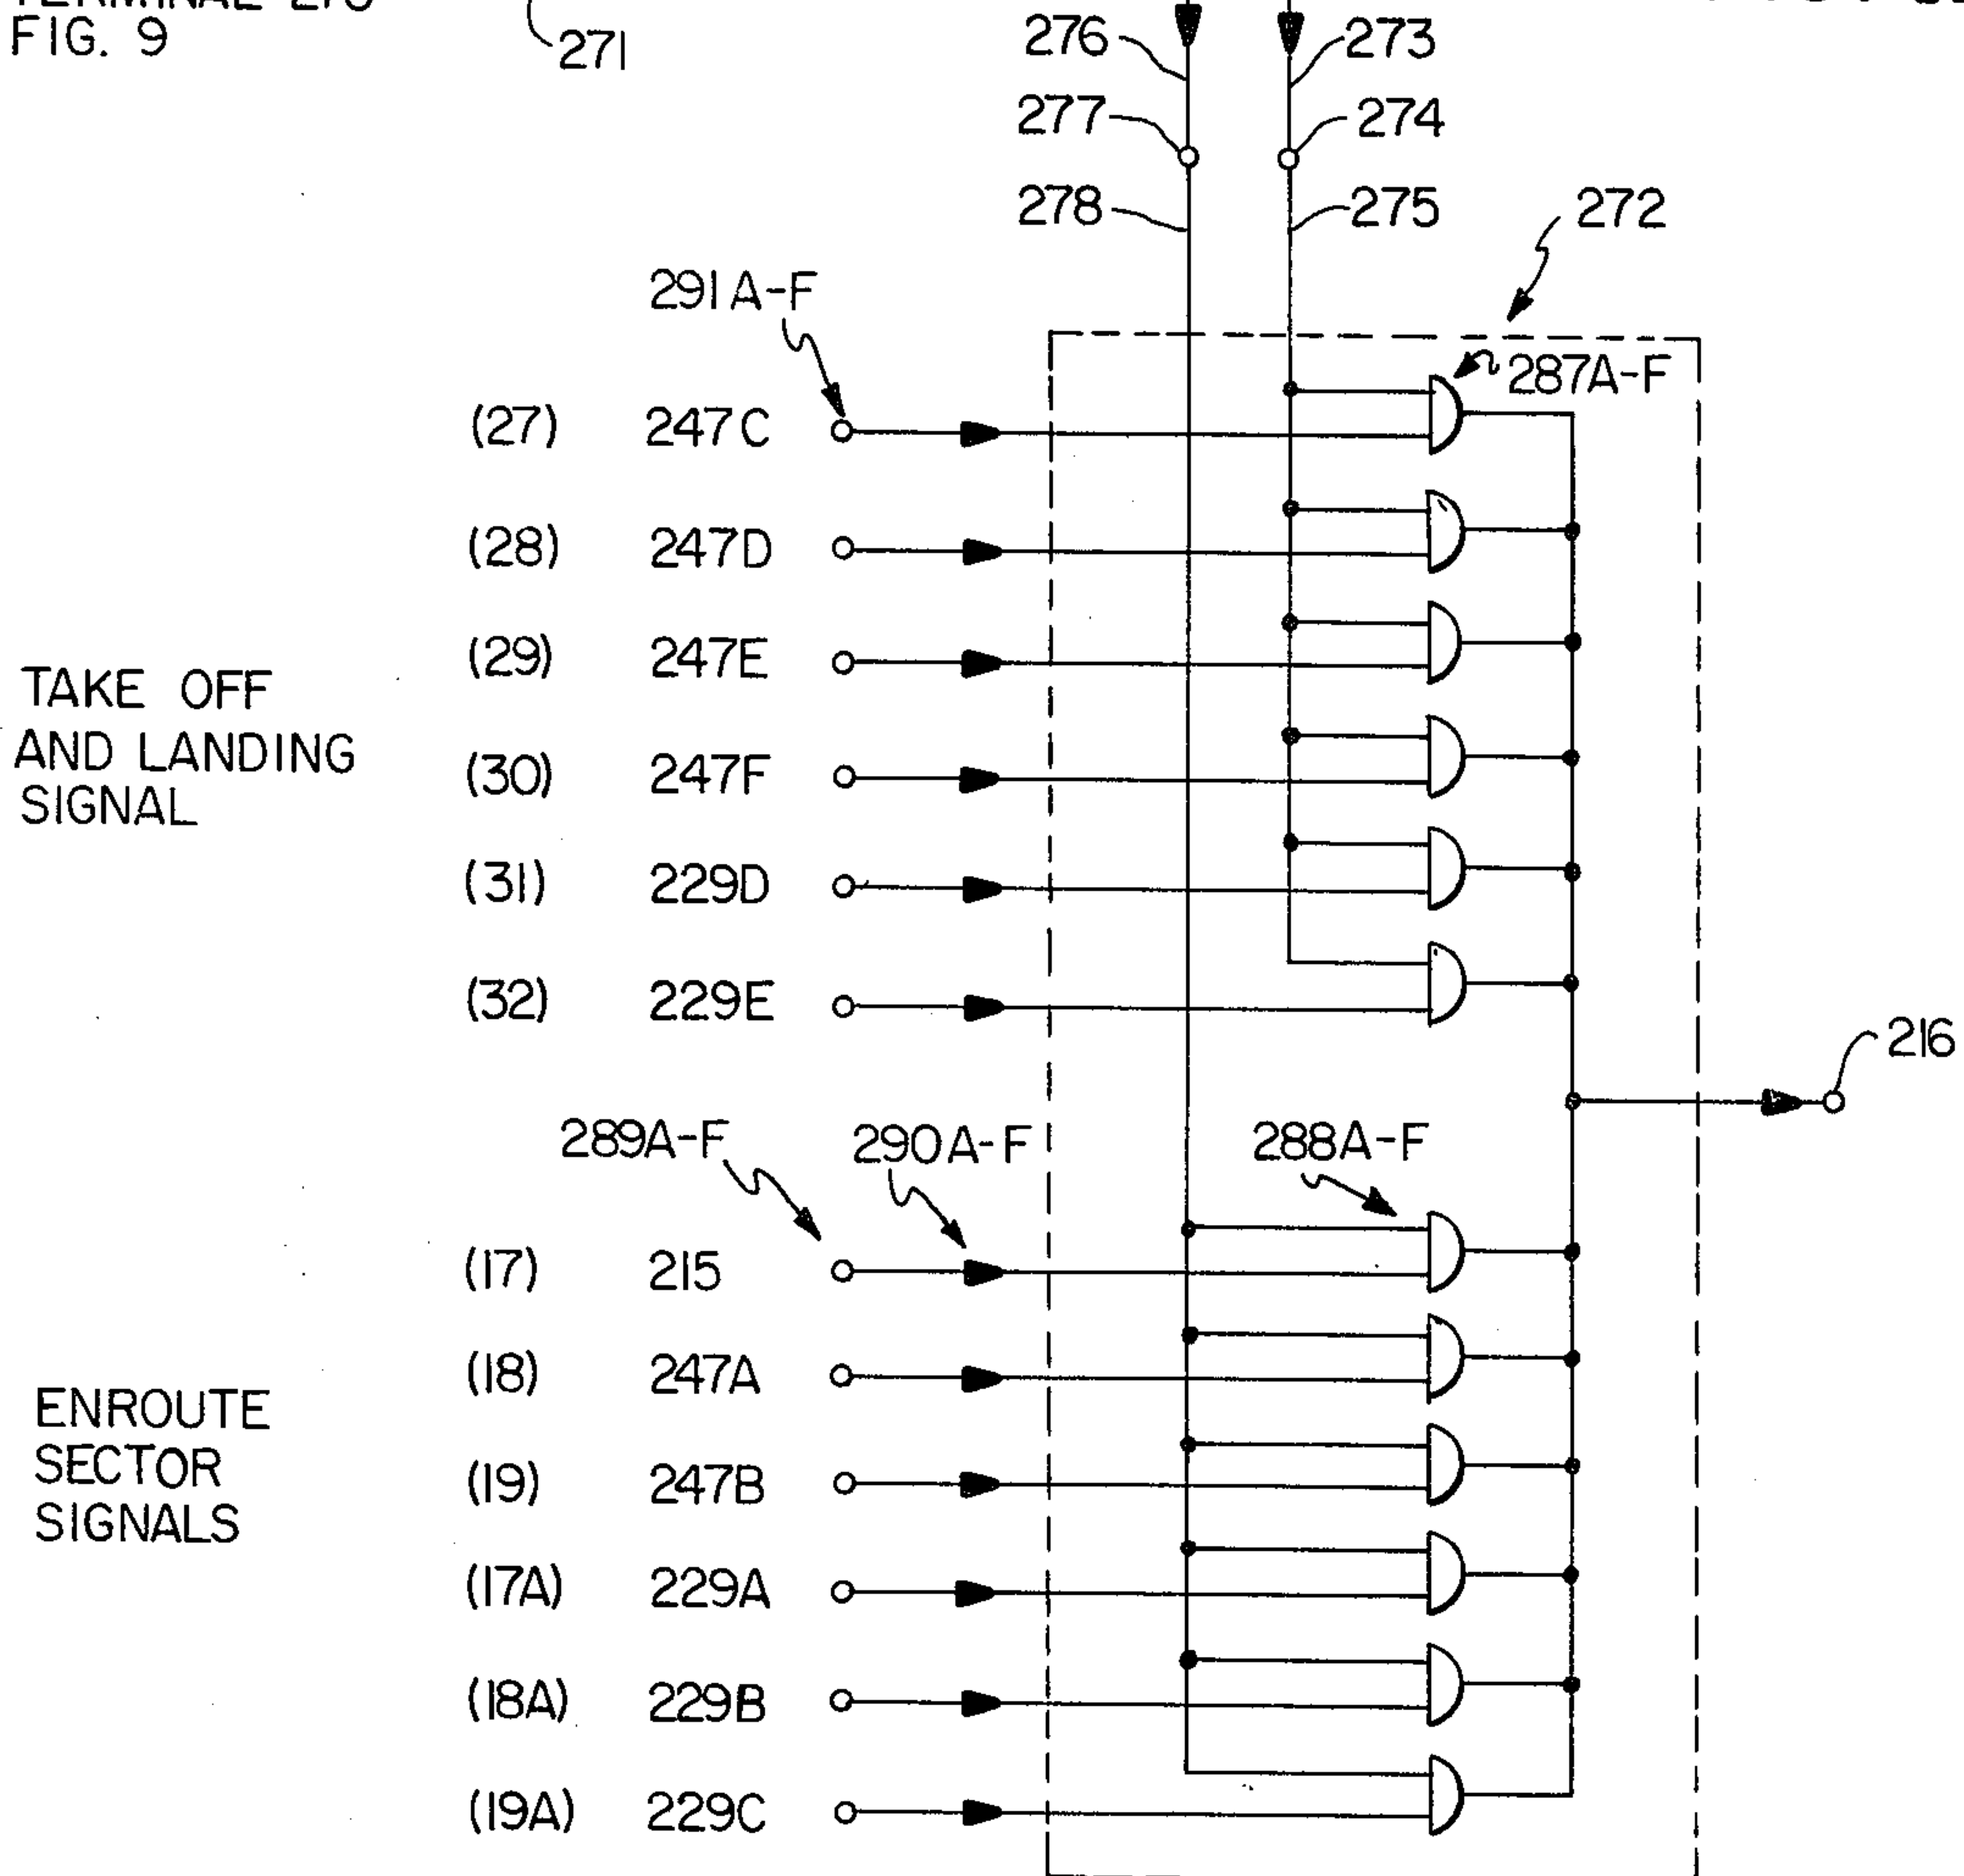 FIG. 9
271
276
273
277
274
278
275
272
291A-F
287A-F
(27) 247C
(28) 247D
(29) 247E
TAKE OFF
AND LANDING
SIGNAL
(30) 247F
(31) 229D
(32) 229E
216
289A-F
290A-F
288A-F
(17) 215
(18) 247A
ENROUTE
SECTOR
SIGNALS
(19) 247B
(17A) 229A
(18A) 229B
(19A) 229C